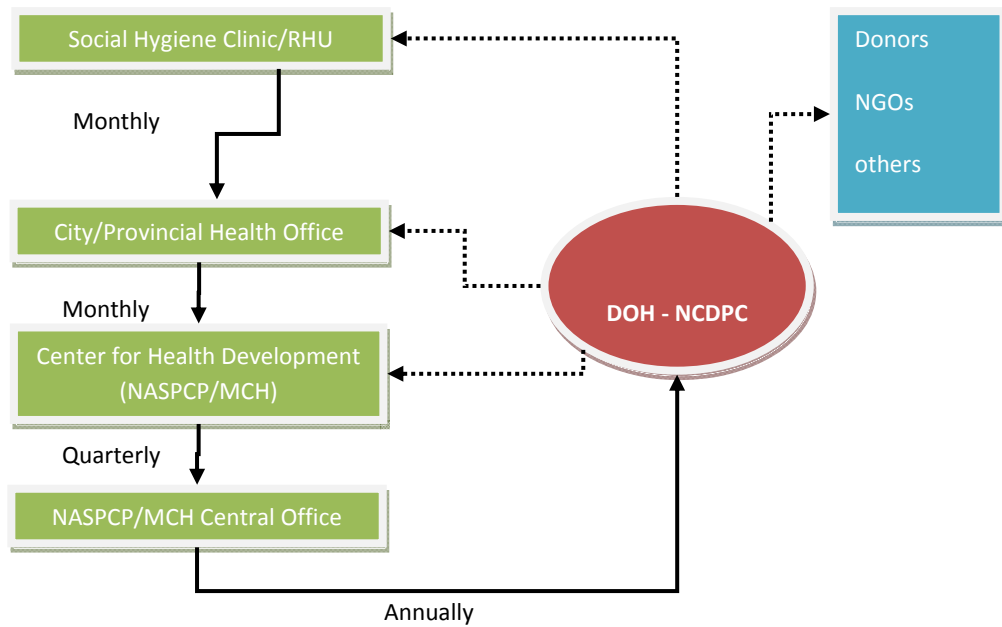 Social Hygiene Clinic/RHU
Monthly
City/Provincial Health Office
Monthly
Center for Health Development
(NASPCP/MCH)
Quarterly
NASPCP/MCH Central Office
Annually
DOH - NCDPC
Donors
NGOs
others